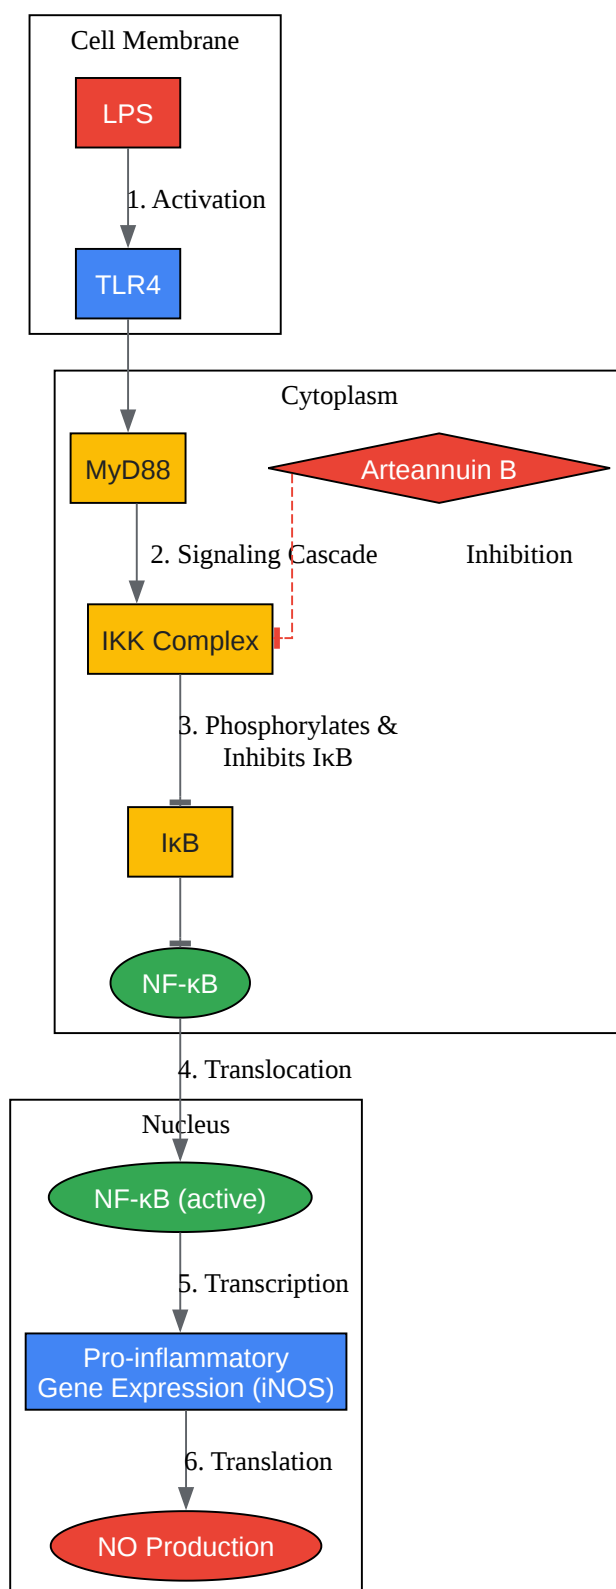 Cell Membrane
LPS
1. Activation
TLR4
Cytoplasm
MyD88
Arteannuin B
2. Signaling Cascade
Inhibition
IKK Complex
3. Phosphorylates &
Inhibits IκB
IκB
NF-κB
4. Translocation
Nucleus
NF-κB (active)
5. Transcription
Pro-inflammatory
Gene Expression (iNOS)
6. Translation
NO Production